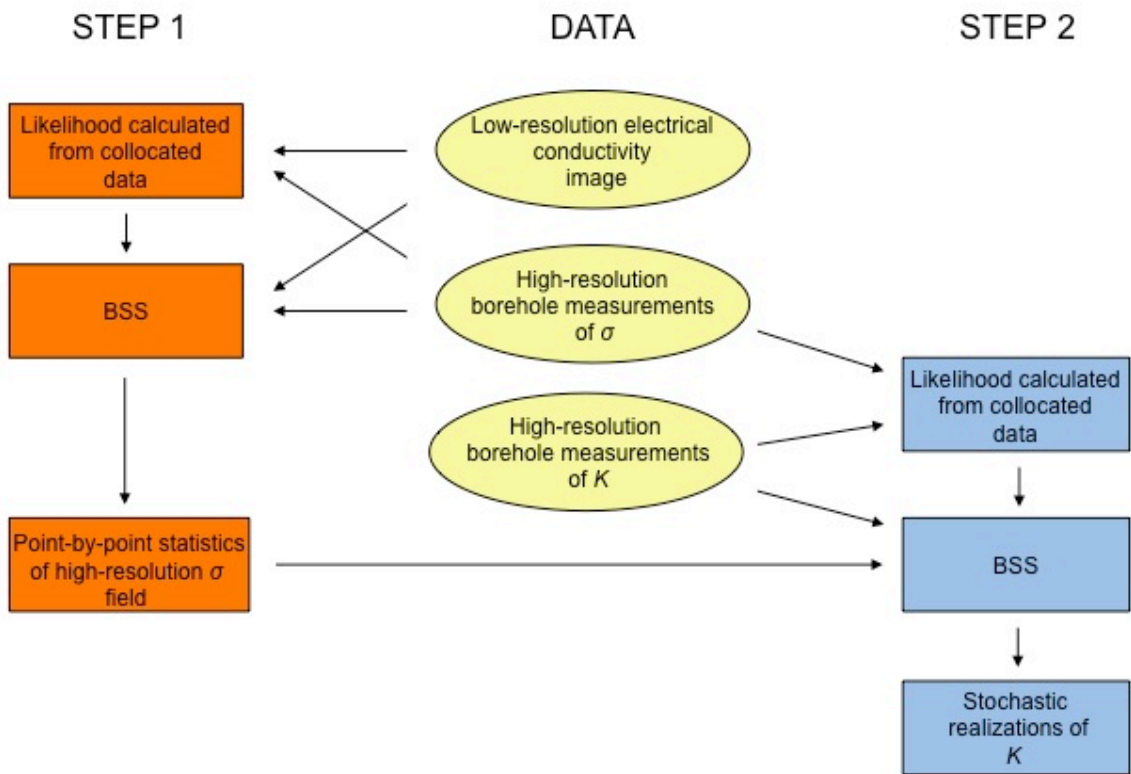 STEP 1
DATA
STEP 2
Likelihood calculated
from collocated
data
BSS
Point-by-point statistics
of high-resolution σ
field
Low-resolution electrical
conductivity
image
High-resolution
borehole measurements
of σ
High-resolution
borehole measurements
of K
Likelihood calculated
from collocated
data
BSS
Stochastic
realizations of
K